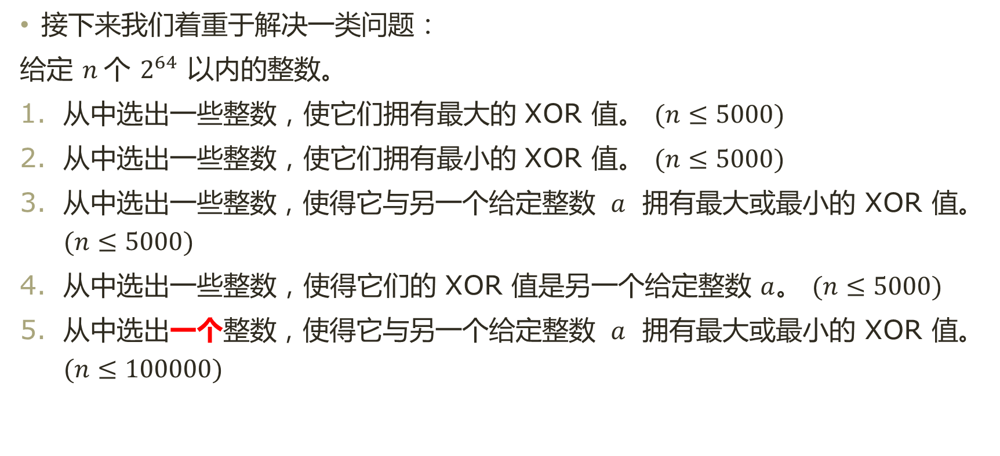 • 接下来我们着重于解决一类问题：
给定 n 个 2^64 以内的整数。
1. 从中选出一些整数，使它们拥有最大的 XOR 值。 (n ≤ 5000)
2. 从中选出一些整数，使它们拥有最小的 XOR 值。 (n ≤ 5000)
3. 从中选出一些整数，使得它与另一个给定整数 a 拥有最大或最小的 XOR 值。
(n ≤ 5000)
4. 从中选出一些整数，使得它们的 XOR 值是另一个给定整数 a。 (n ≤ 5000)
5. 从中选出一个整数，使得它与另一个给定整数 a 拥有最大或最小的 XOR 值。
(n ≤ 100000)